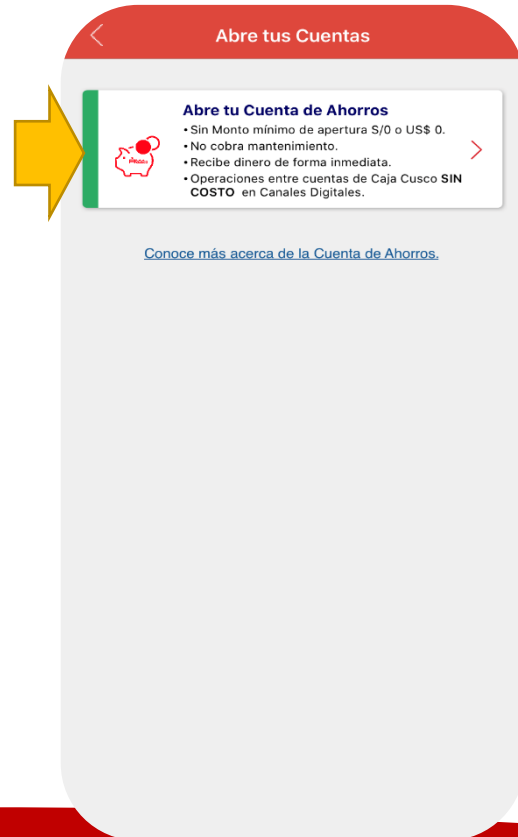 Abre tus Cuentas
Abre tu Cuenta de Ahorros
• Sin Monto mínimo de apertura S/0 o US$ 0.
• No cobra mantenimiento.
• Recibe dinero de forma inmediata.
• Operaciones entre cuentas de Caja Cusco SIN
COSTO en Canales Digitales.
Conoce más acerca de la Cuenta de Ahorros.